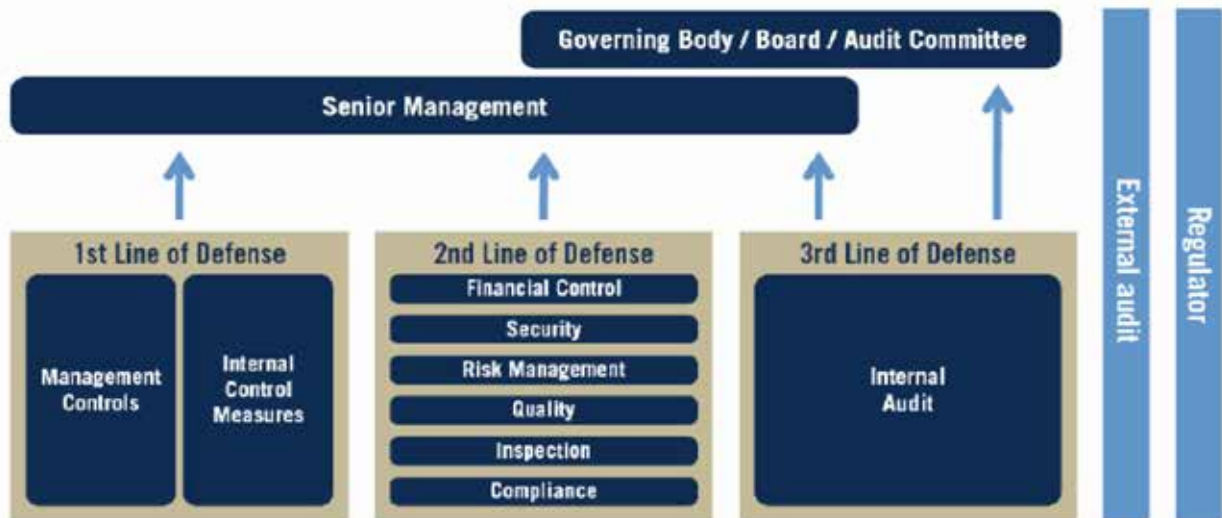 Governing Body / Board / Audit Committee
Senior Management
1st Line of Defense
Management
Controls
Internal
Control
Measures
2nd Line of Defense
Financial Control
Security
Risk Management
Quality
Inspection
Compliance
3rd Line of Defense
Internal
Audit
External audit
Regulator